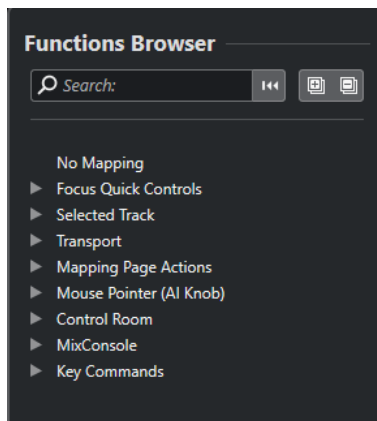 Functions Browser
Search:
No Mapping
Focus Quick Controls
Selected Track
Transport
Mapping Page Actions
Mouse Pointer (AI Knob)
Control Room
MixConsole
Key Commands